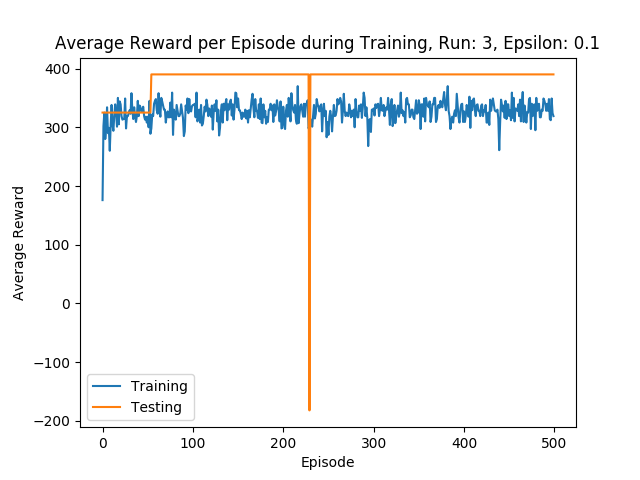 Average Reward per Episode during Training, Run: 3, Epsilon: 0.1
400
300
200
100
0
−100
−200
Average Reward
Training
Testing
0 100 200 300 400 500
Episode